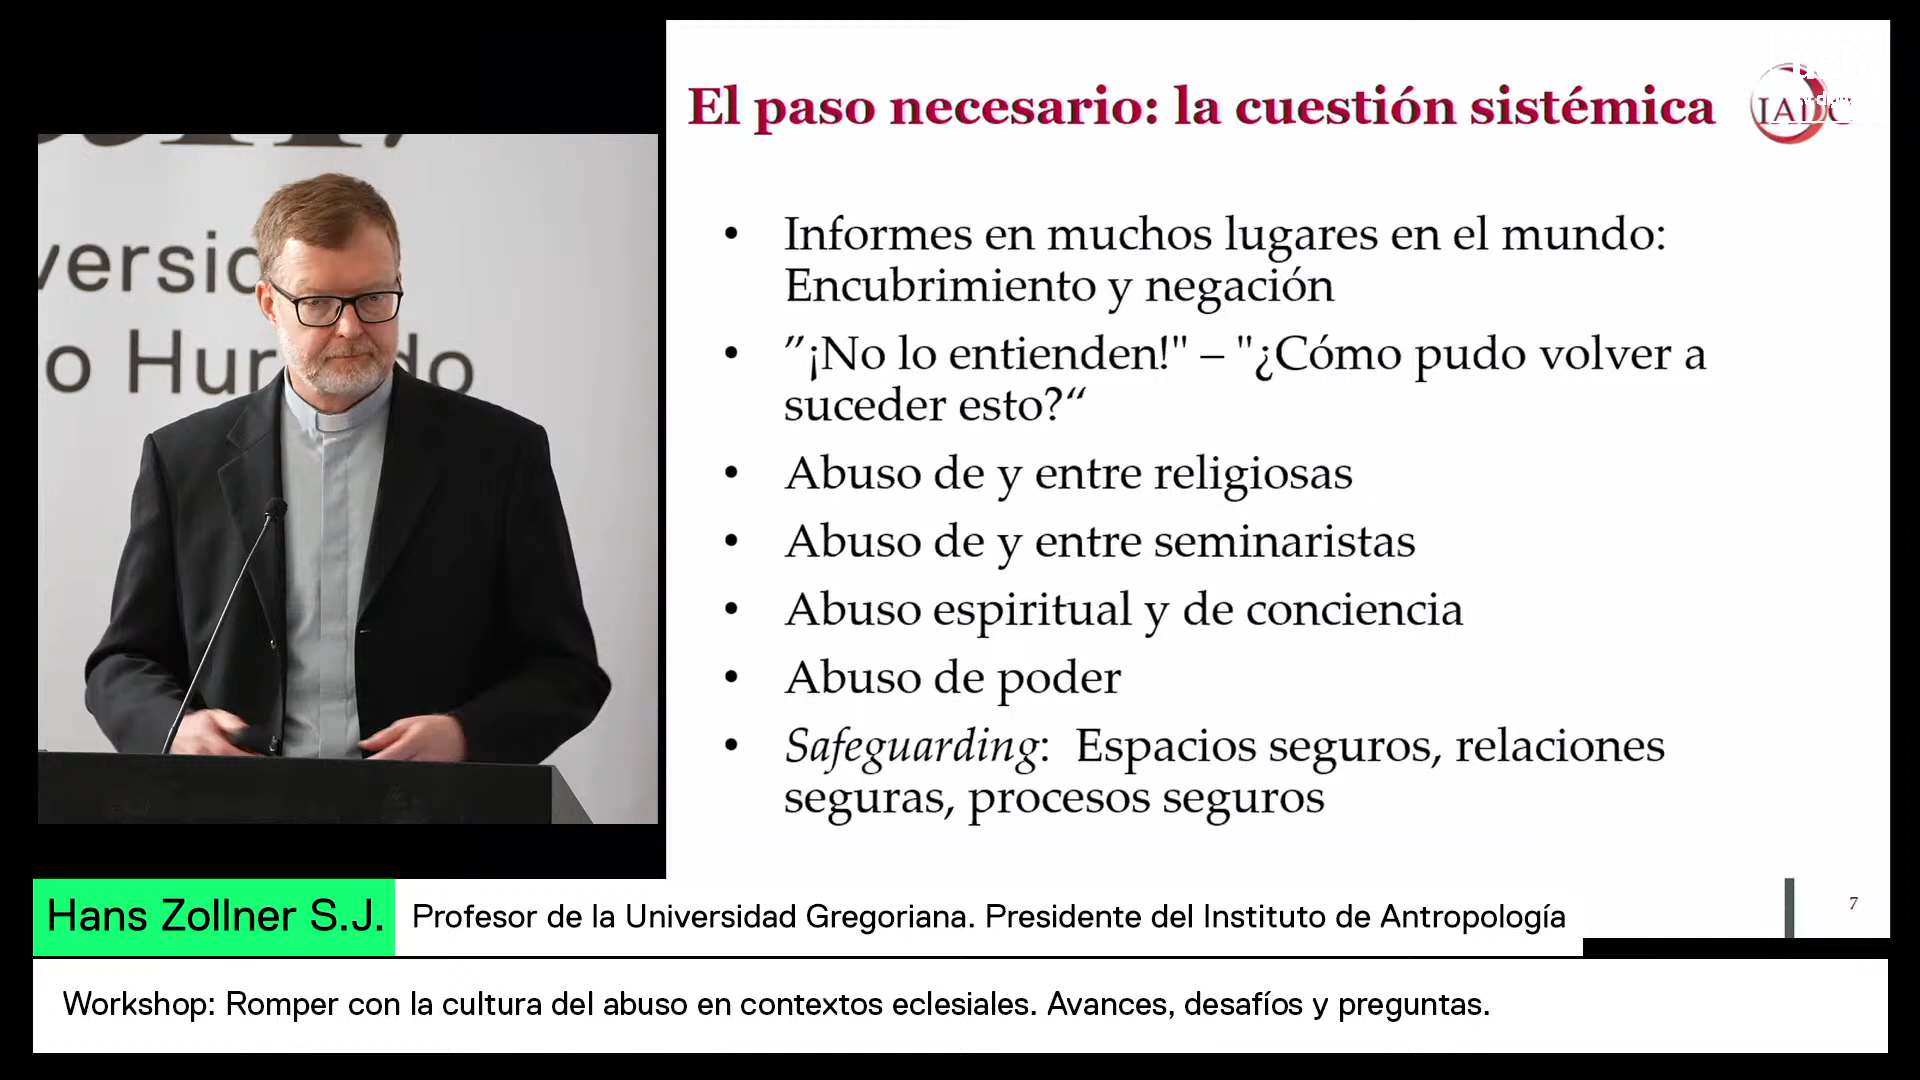 El paso necesario: la cuestión sistémica
IADC
• Informes en muchos lugares en el mundo:
Encubrimiento y negación
• ”¡No lo entienden!" – "¿Cómo pudo volver a
suceder esto?“
• Abuso de y entre religiosas
• Abuso de y entre seminaristas
• Abuso espiritual y de conciencia
• Abuso de poder
• Safeguarding: Espacios seguros, relaciones
seguras, procesos seguros
7
Hans Zollner S.J.
Profesor de la Universidad Gregoriana. Presidente del Instituto de Antropología
Workshop: Romper con la cultura del abuso en contextos eclesiales. Avances, desafíos y preguntas.